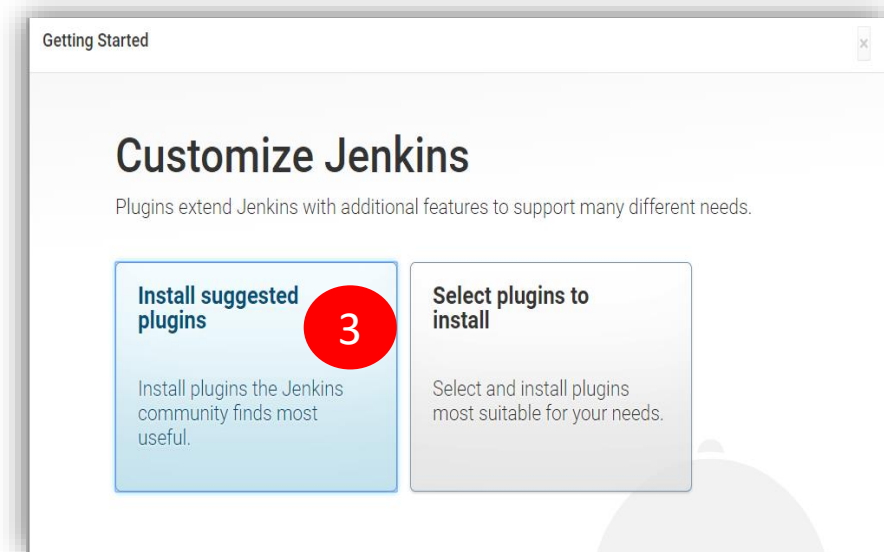 Getting Started
×
Customize Jenkins
Plugins extend Jenkins with additional features to support many different needs.
Install suggested
plugins
3
Install plugins the Jenkins
community finds most
useful.
Select plugins to
install
Select and install plugins
most suitable for your needs.